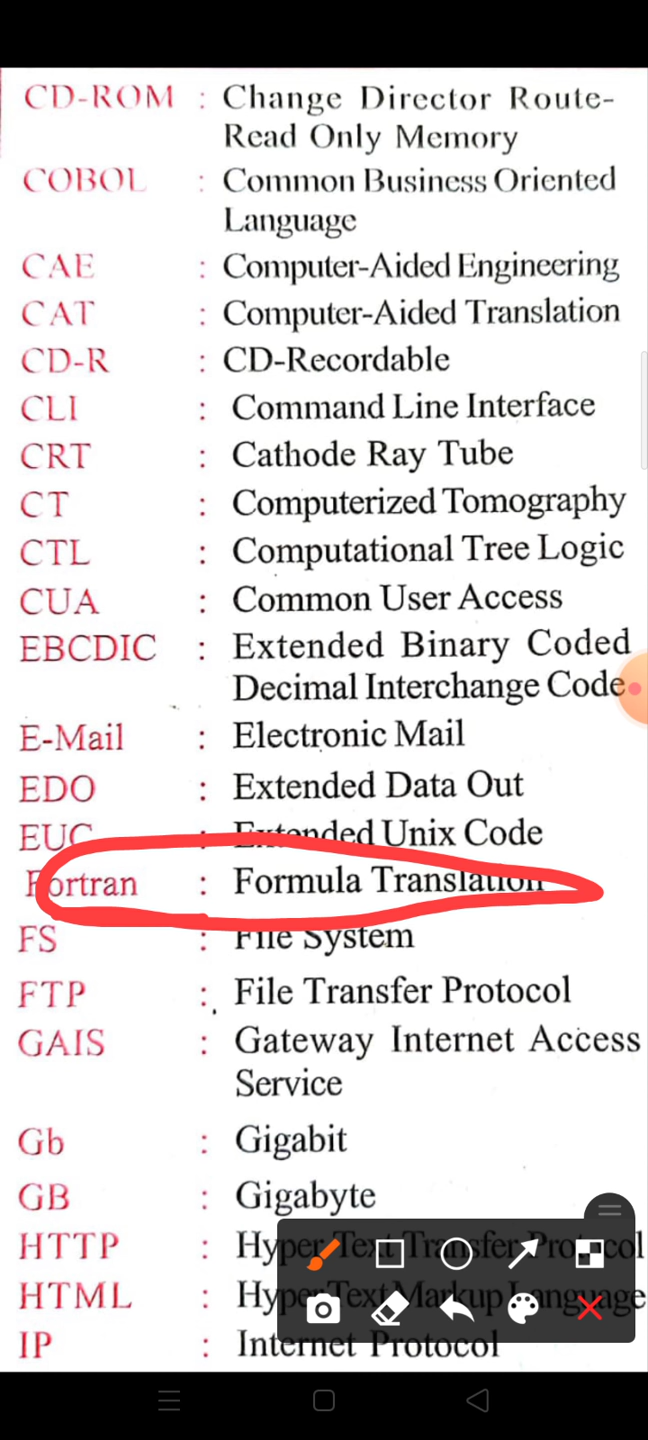 CD-ROM : Change Director Route-
Read Only Memory
COBOL : Common Business Oriented
Language
CAE : Computer-Aided Engineering
CAT : Computer-Aided Translation
CD-R : CD-Recordable
CLI : Command Line Interface
CRT : Cathode Ray Tube
CT : Computerized Tomography
CTL : Computational Tree Logic
CUA : Common User Access
EBCDIC : Extended Binary Coded
Decimal Interchange Code
E-Mail : Electronic Mail
EDO : Extended Data Out
EUC : Extended Unix Code
Fortran : Formula Translation
FS : File System
FTP : File Transfer Protocol
GAIS : Gateway Internet Access
Service
Gb : Gigabit
GB : Gigabyte
HTTP : Hyper Text Transfer Protocol
HTML : Hyper Text Markup Language
IP : Internet Protocol